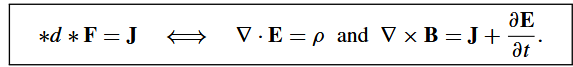 ∗d ∗ F = J ⟺ ∇ · E = ρ and ∇ × B = J + ∂E/∂t.